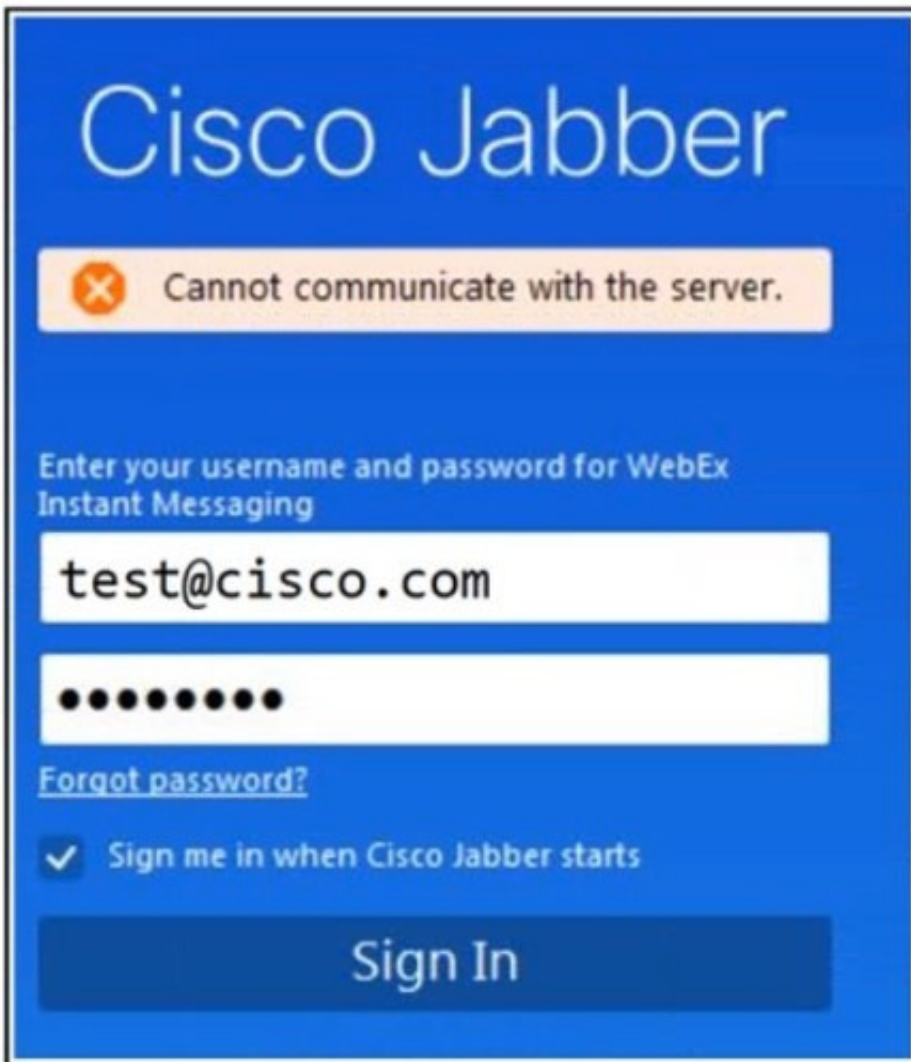 Cisco Jabber
Cannot communicate with the server.
Enter your username and password for WebEx
Instant Messaging
test@cisco.com
••••••••
Forgot password?
Sign me in when Cisco Jabber starts
Sign In